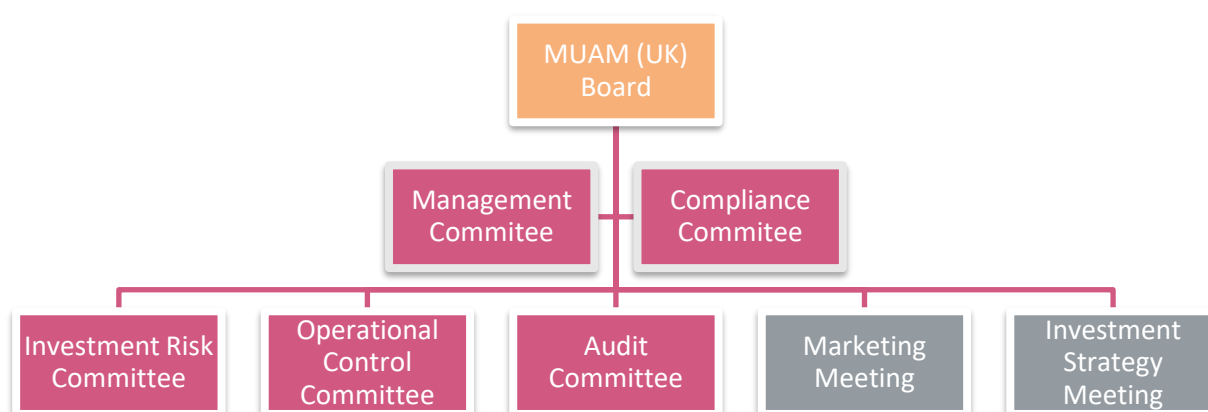 MUAM (UK)
Board
Management
Commitee
Compliance
Commitee
Investment Risk
Committee
Operational
Control
Committee
Audit
Committee
Marketing
Meeting
Investment
Strategy
Meeting